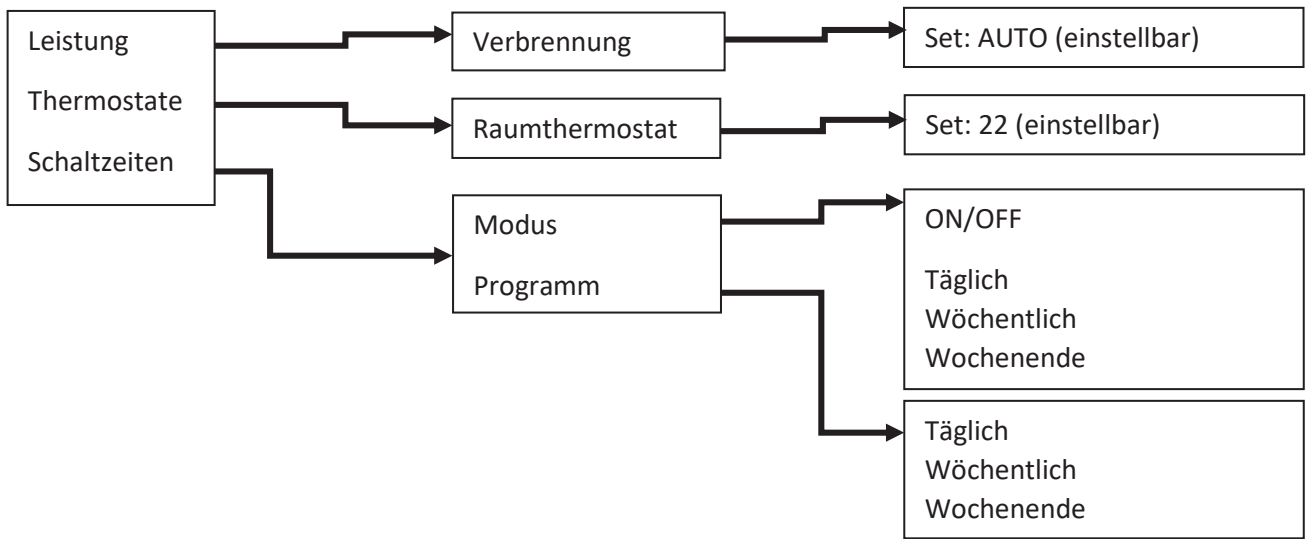 Leistung
Thermostate
Schaltzeiten
Verbrennung
Raumthermostat
Modus
Programm
Set: AUTO (einstellbar)
Set: 22 (einstellbar)
ON/OFF
Täglich
Wöchentlich
Wochenende
Täglich
Wöchentlich
Wochenende